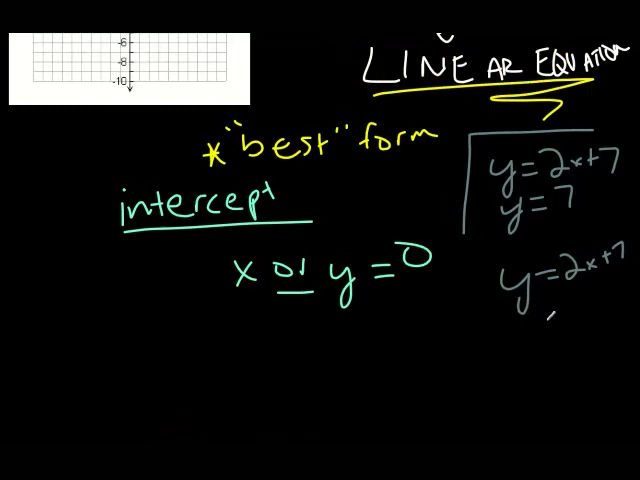 -6
-8
-10
LINEAR EQUATION
*"best" form
intercept
x or y = 0
y = 2x+7
y = 7
y = 2x+7